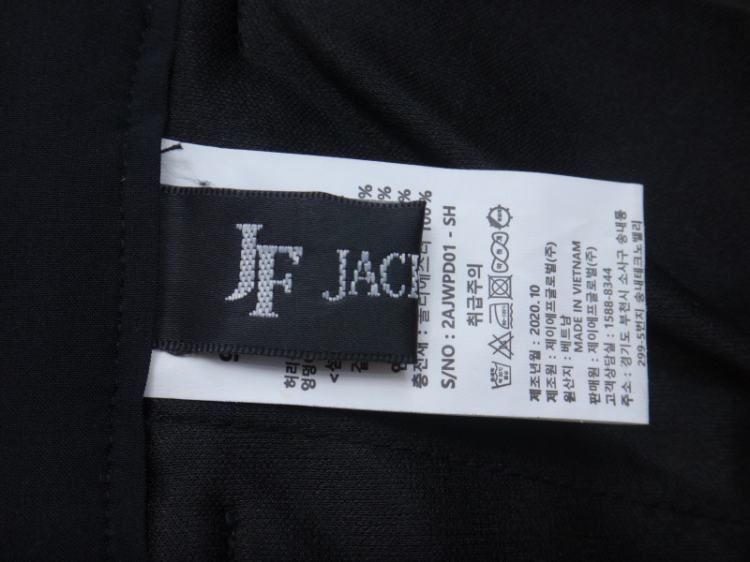 JF JACK
허리
엉덩
충전재 : 폴리에스터 100 %
S/NO : 2AJWPD01 - SH
취급주의
제조년월 : 2020.10
제조원 : 제이에프글로벌(주)
원산지 : 베트남
MADE IN VIETNAM
판매원 : 제이에프글로벌(주)
고객상담실 : 1588-8344
주소 : 경기도 부천시 소사구 송내동
299-5번지 송내테크노밸리